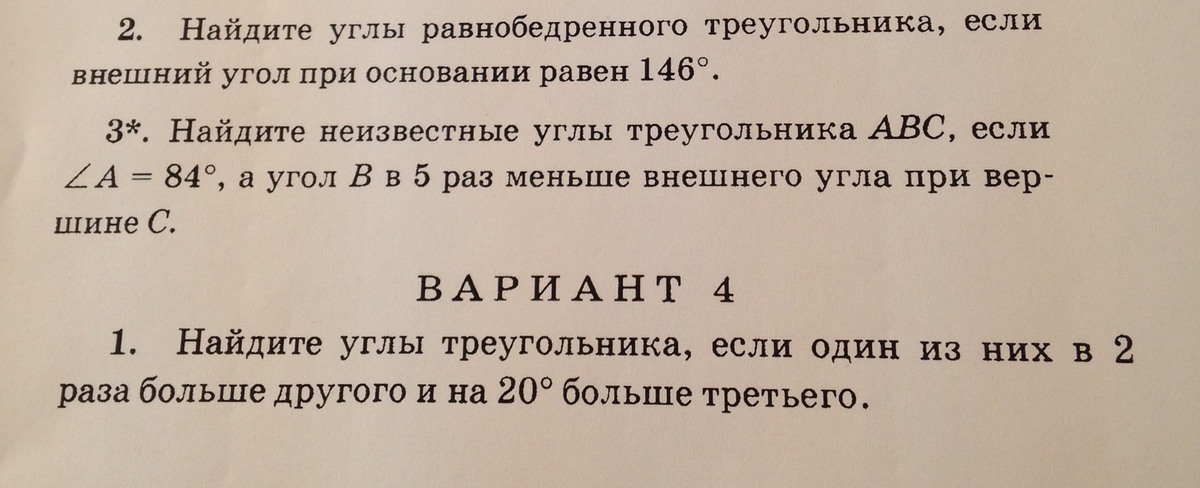 2. Найдите углы равнобедренного треугольника, если
внешний угол при основании равен 146°.
3*. Найдите неизвестные углы треугольника ABC, если
∠A = 84°, а угол B в 5 раз меньше внешнего угла при вер-
шине C.
ВАРИАНТ 4
1. Найдите углы треугольника, если один из них в 2
раза больше другого и на 20° больше третьего.